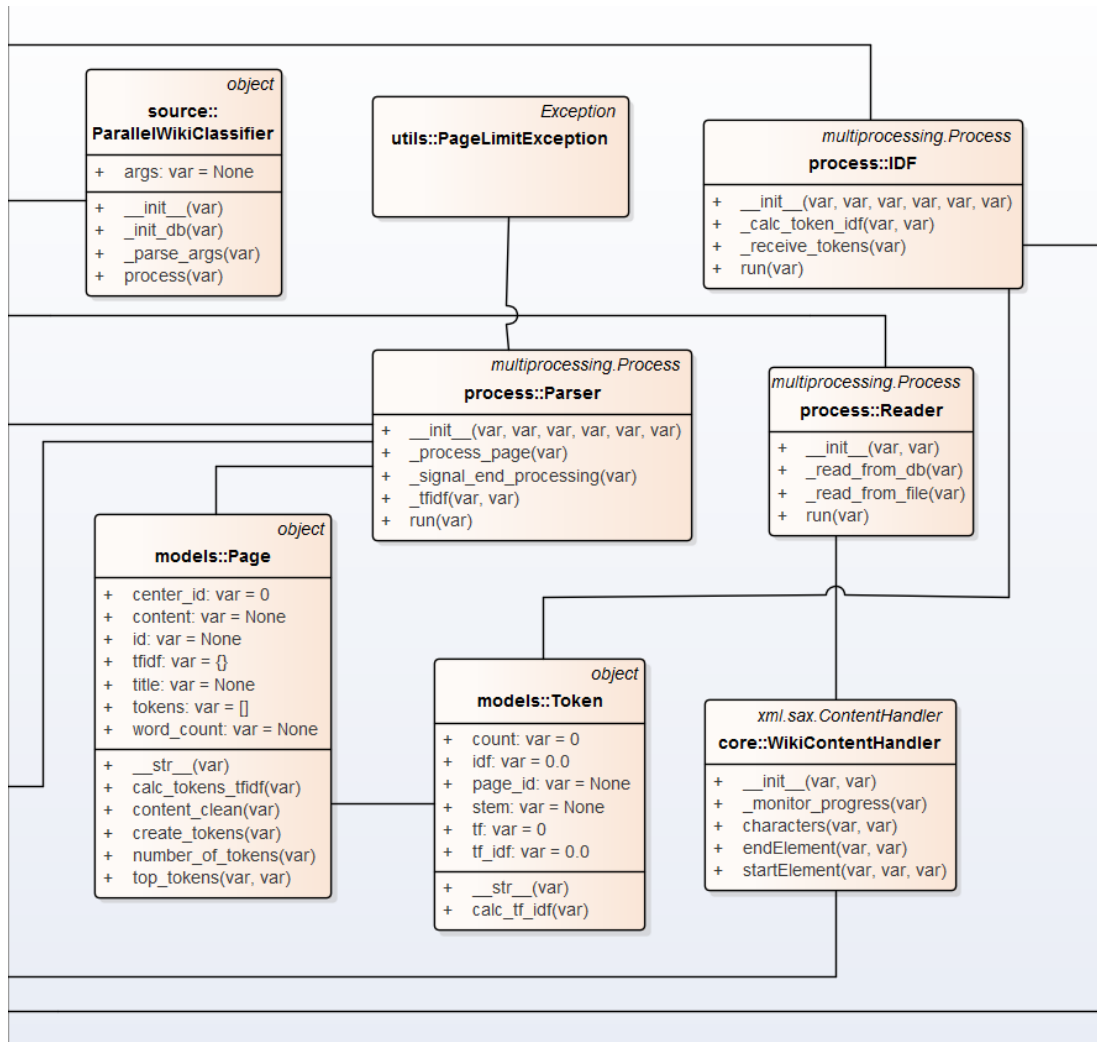 object
source::
ParallelWikiClassifier
+ args: var = None
+ __init__(var)
+ _init_db(var)
+ _parse_args(var)
+ process(var)
Exception
utils::PageLimitException
multiprocessing.Process
process::IDF
+ __init__(var, var, var, var, var, var)
+ _calc_token_idf(var, var)
+ _receive_tokens(var)
+ run(var)
multiprocessing.Process
process::Parser
+ __init__(var, var, var, var, var, var)
+ _process_page(var)
+ _signal_end_processing(var)
+ _tfidf(var, var)
+ run(var)
multiprocessing.Process
process::Reader
+ __init__(var, var)
+ _read_from_db(var)
+ _read_from_file(var)
+ run(var)
object
models::Page
+ center_id: var = 0
+ content: var = None
+ id: var = None
+ tfidf: var = {}
+ title: var = None
+ tokens: var = []
+ word_count: var = None
+ __str__(var)
+ calc_tokens_tfidf(var)
+ content_clean(var)
+ create_tokens(var)
+ number_of_tokens(var)
+ top_tokens(var, var)
object
models::Token
+ count: var = 0
+ idf: var = 0.0
+ page_id: var = None
+ stem: var = None
+ tf: var = 0
+ tf_idf: var = 0.0
+ __str__(var)
+ calc_tf_idf(var)
xml.sax.ContentHandler
core::WikiContentHandler
+ __init__(var, var)
+ _monitor_progress(var)
+ characters(var, var)
+ endElement(var, var)
+ startElement(var, var, var)